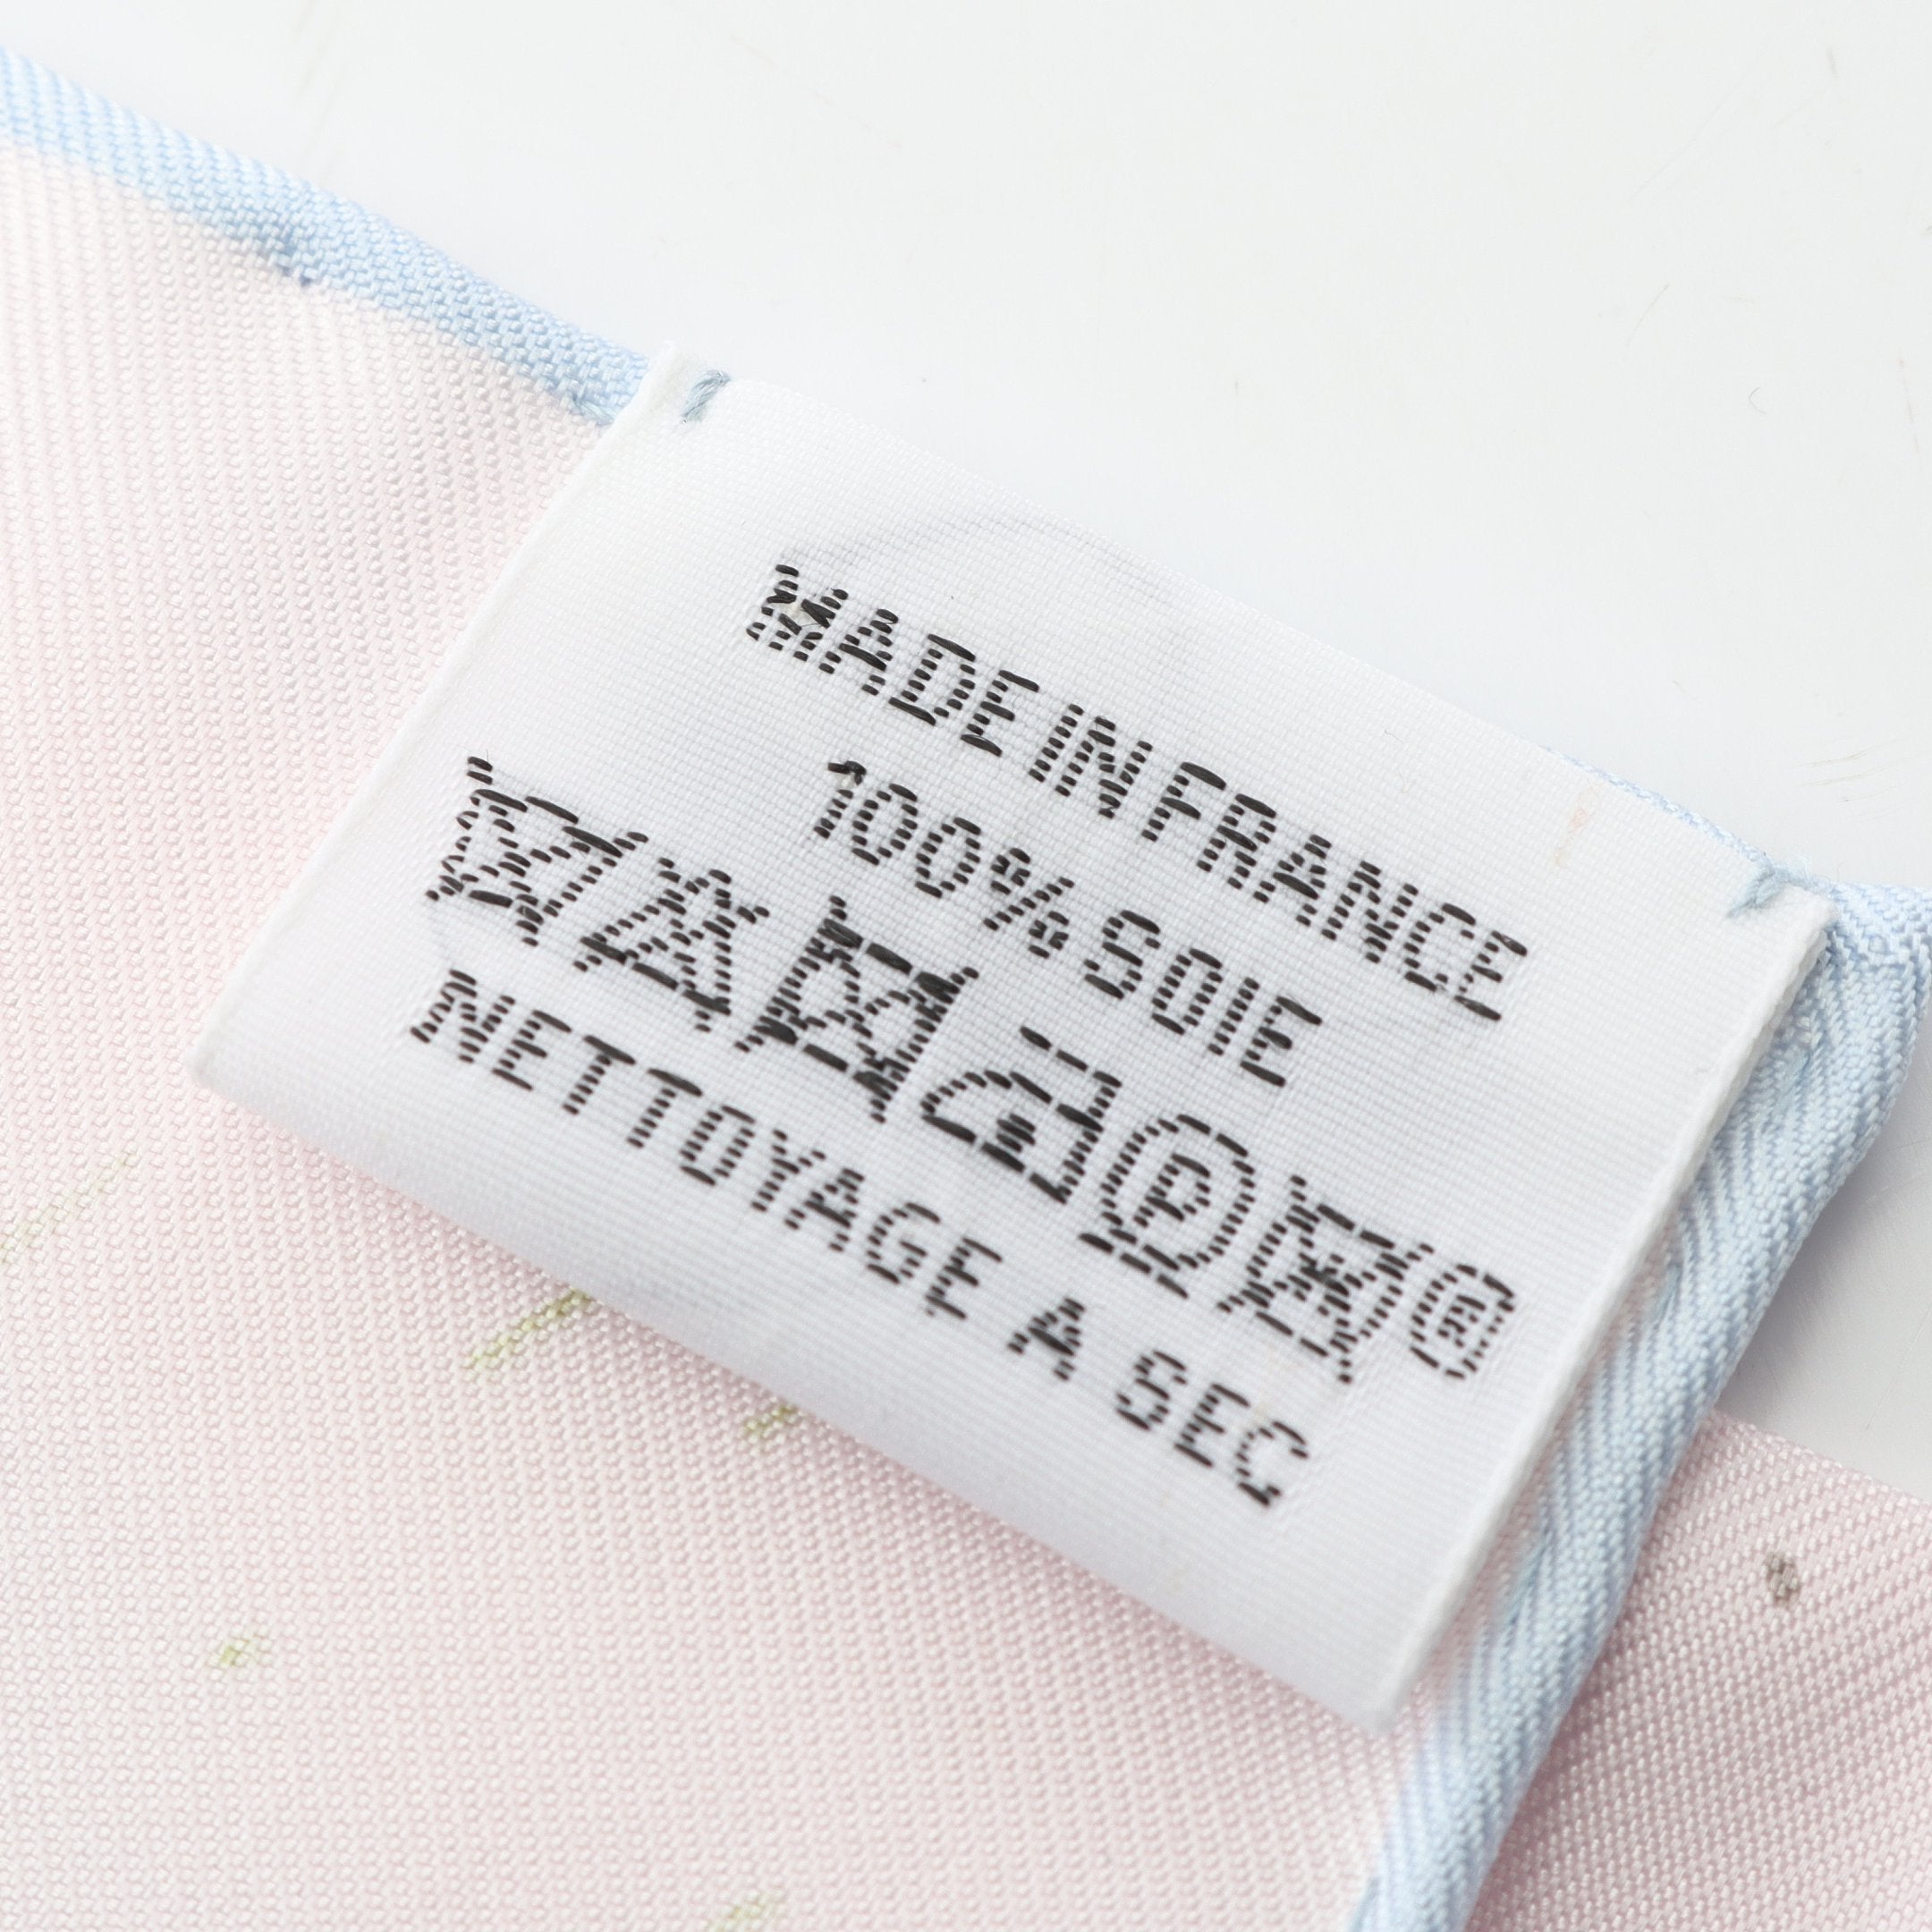 MADE IN FRANCE
100% SOIE
P ®
NETTOYAGE A SEC